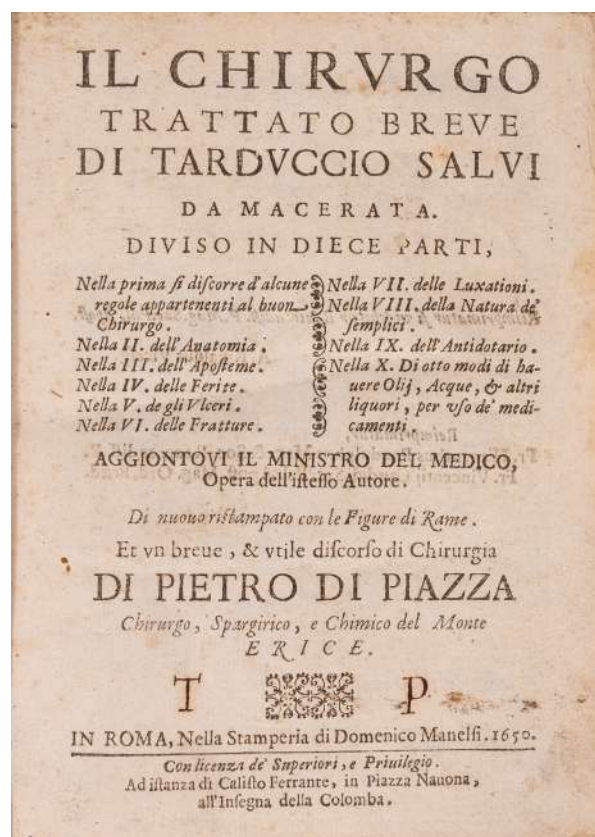 IL CHIRVRGO
TRATTATO BREVE
DI TARDVCCIO SALVI
DA MACERATA.
DIVISO IN DIECE PARTI,
Nella prima ſi diſcorre d'alcune
regole appartenenti al buon
Chirurgo.
Nella II. dell'Anatomia.
Nella III. dell'Apoſteme.
Nella IV. delle Ferite.
Nella V. de gli Vlceri.
Nella VI. delle Fratture.
Nella VII. delle Luxationi.
Nella VIII. della Natura de'
ſemplici.
Nella IX. dell'Antidotario.
Nella X. Di otto modi di ha-
uere Olij, Acque, & altri
liquori, per vſo de' medi-
camenti.
AGGIONTOVI IL MINISTRO DEL MEDICO,
Opera dell'iſteſſo Autore.
Di nuouo riſtampato con le Figure di Rame.
Et vn breue, & vtile diſcorſo di Chirurgia
DI PIETRO DI PIAZZA
Chirurgo, Spargirico, e Chimico del Monte
ERICE.
T P
IN ROMA, Nella Stamperia di Domenico Manelfi. 1650.
Con licenza de' Superiori, e Priuilegio.
Ad iſtanza di Caliſto Ferrante, in Piazza Nauona,
all'Inſegna della Colomba.